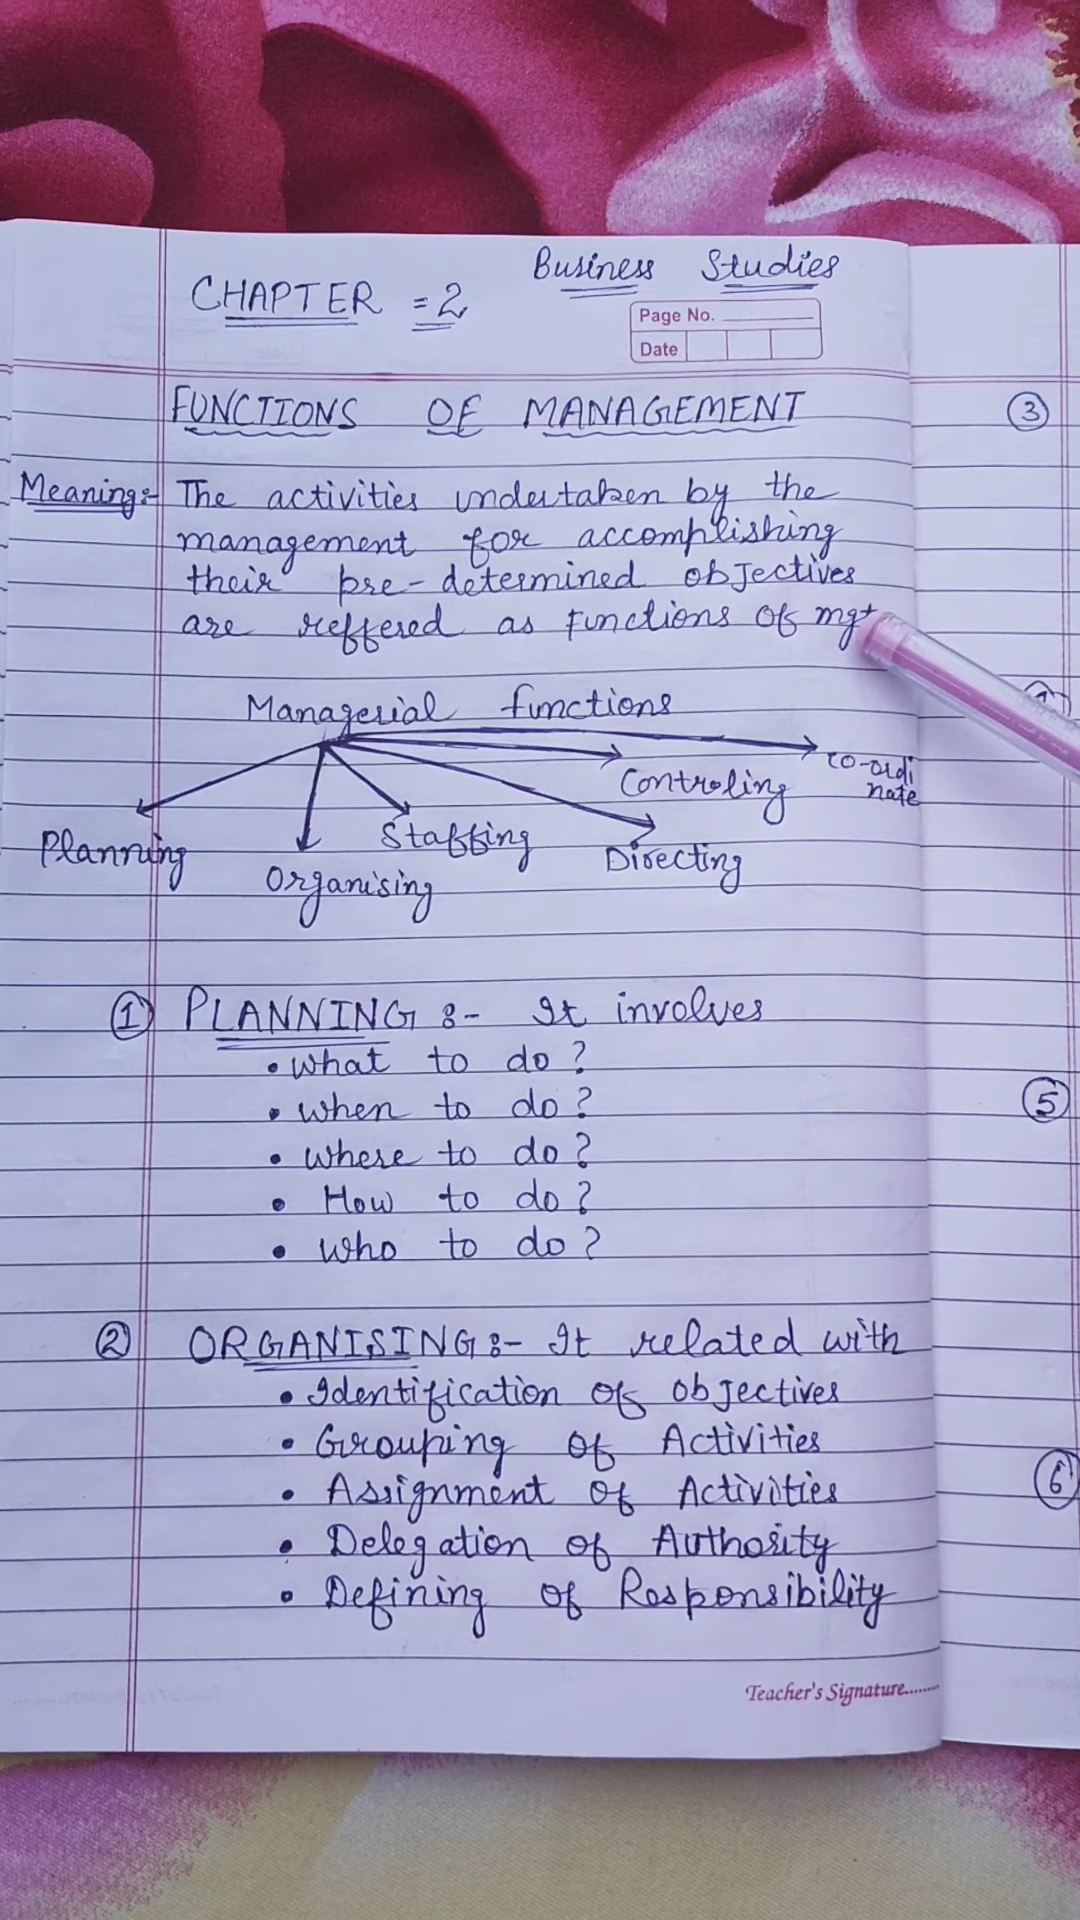 Business Studies
CHAPTER = 2
Page No.
Date
FUNCTIONS OF MANAGEMENT
Meaning:- The activities undertaken by the
management for accomplishing
their pre-determined objectives
are reffered as Functions of mgt
Managerial functions
Planning
Organising
Staffing
Directing
Controling
co-ordi
nate
① PLANNING :- It involves
• What to do?
• When to do?
• Where to do?
• How to do?
• Who to do?
② ORGANISING :- It related with
• Identification of objectives
• Grouping of Activities
• Assignment of Activities
• Delegation of Authority
• Defining of Responsibility
Teacher's Signature........
③
⑤
⑥